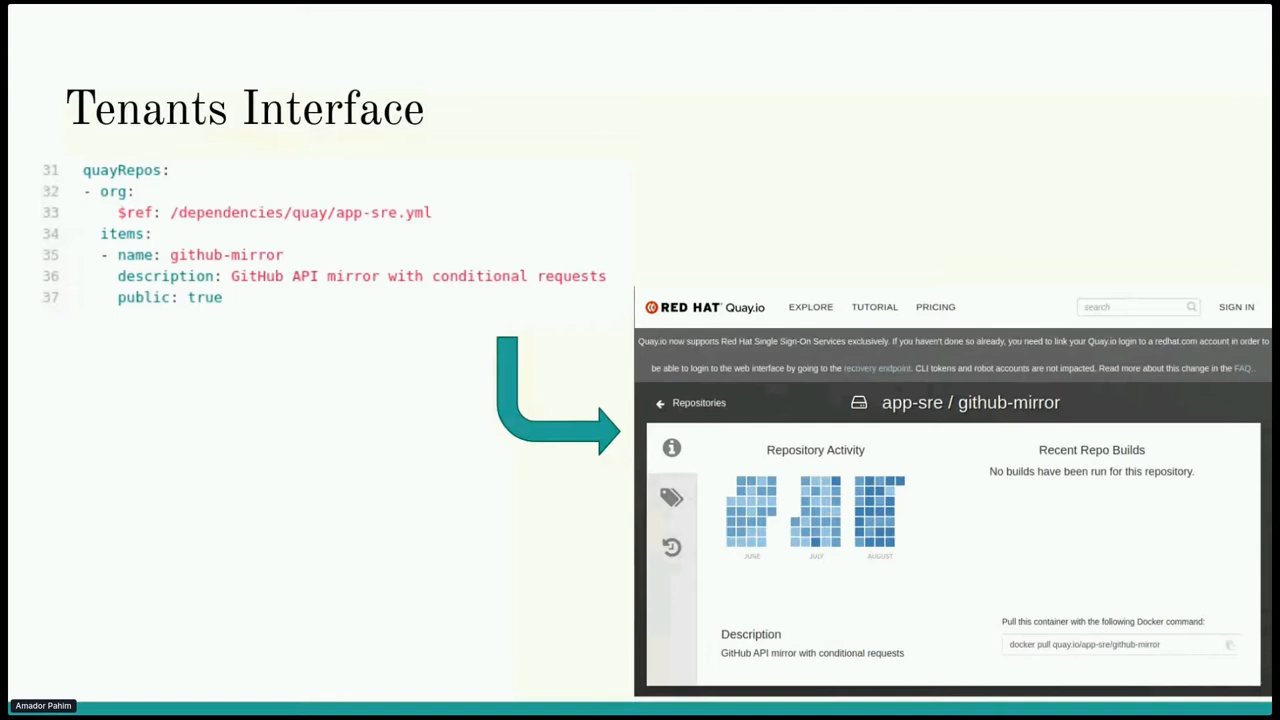 Tenants Interface
31 quayRepos:
32 - org:
33 $ref: /dependencies/quay/app-sre.yml
34 items:
35 - name: github-mirror
36 description: GitHub API mirror with conditional requests
37 public: true
RED HAT Quay.io EXPLORE TUTORIAL PRICING search SIGN IN
Quay.io now supports Red Hat Single Sign-On Services exclusively. If you haven't done so already, you need to link your Quay.io login to a redhat.com account in order to
be able to login to the web interface by going to the recovery endpoint. CLI tokens and robot accounts are not impacted. Read more about this change in the FAQ.
Repositories app-sre / github-mirror
Repository Activity
JUNE JULY AUGUST
Recent Repo Builds
No builds have been run for this repository.
Description
GitHub API mirror with conditional requests
Pull this container with the following Docker command:
docker pull quay.io/app-sre/github-mirror
Amador Pahim